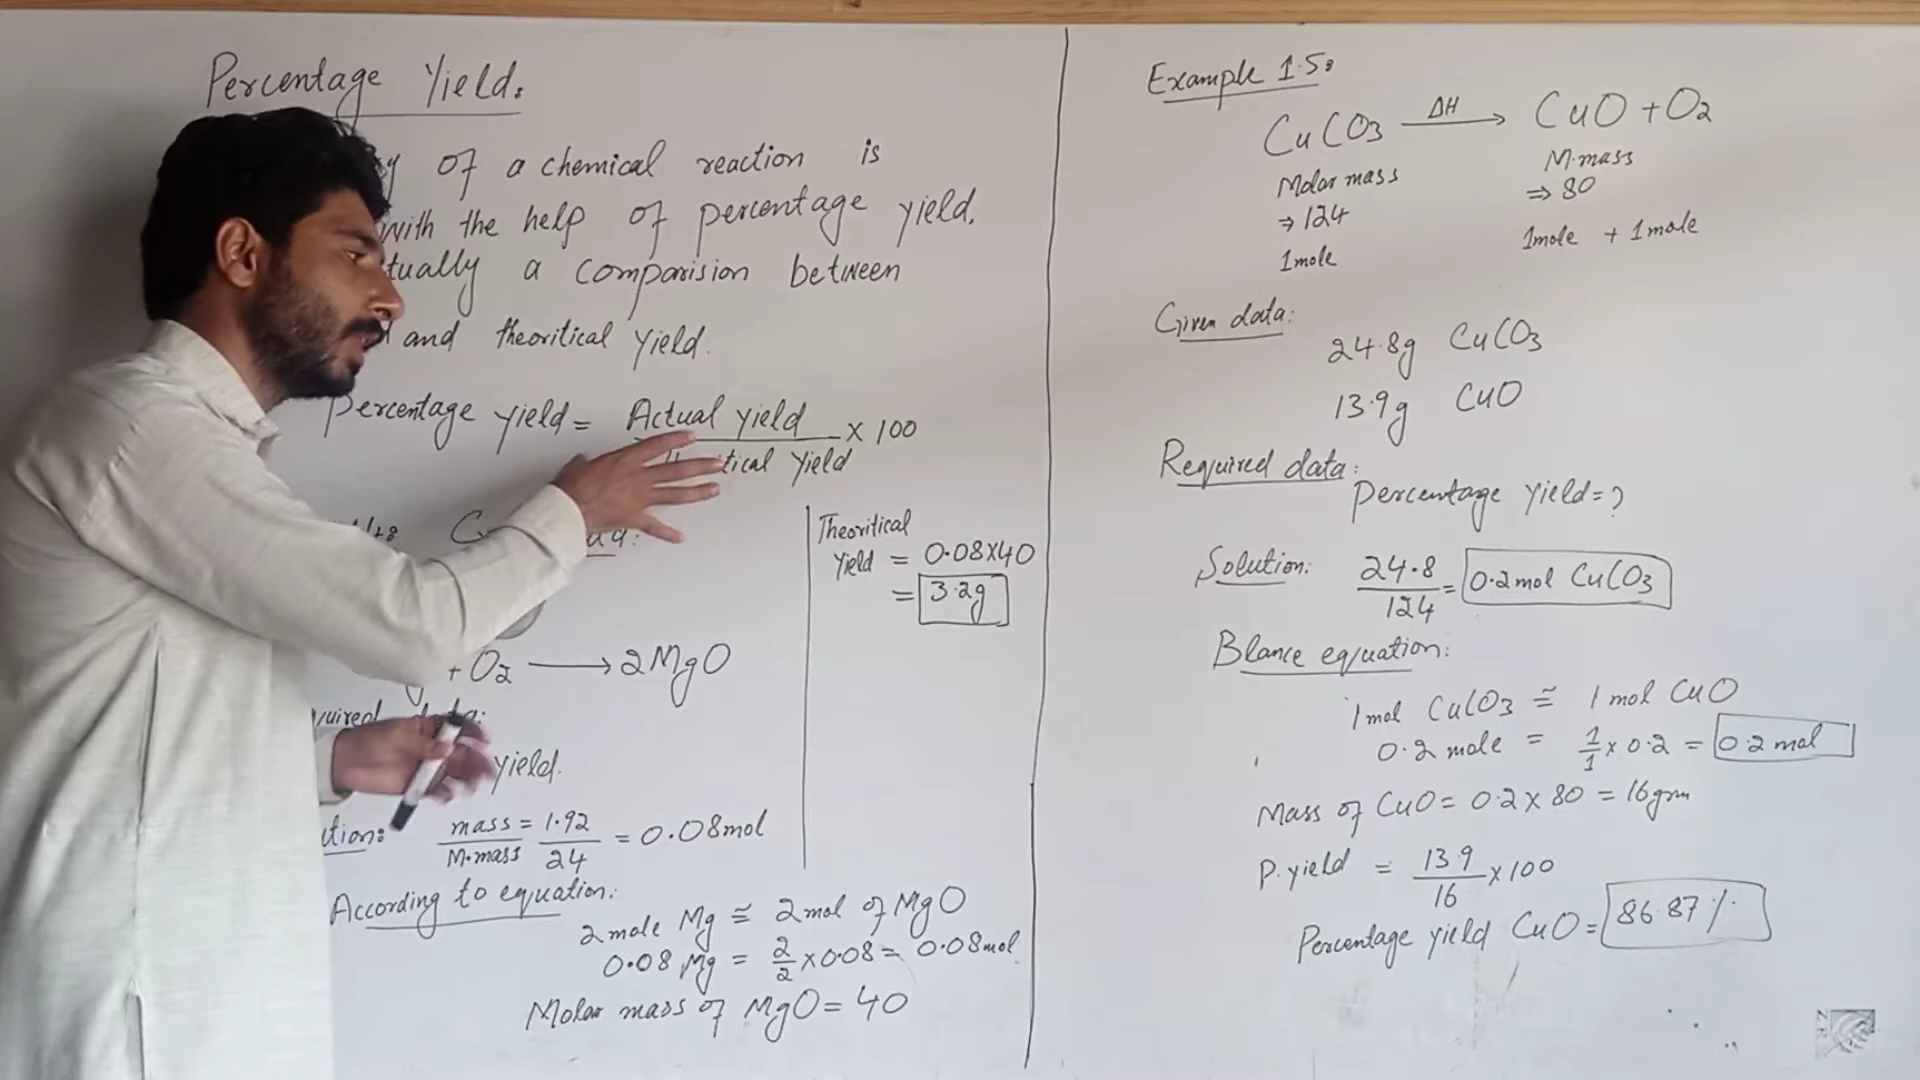 Percentage Yield.
of a chemical reaction is
with the help of percentage yield.
a comparision between
and theoritical Yield.
Percentage yield = Actual yield × 100
Yield
+ O2 → 2MgO
yield.
mass = 1.92 = 0.08mol
M.mass 24
According to equation:
2mole Mg ≅ 2mol of MgO
0.08 Mg = 2/2 × 0.08 = 0.08mol
Molar mass of MgO = 40
Theoritical
Yield = 0.08×40
= 3.2g
Example 1.5:
CuCO3 ΔH → CuO + O2
Molar mass M.mass
⇒ 124 ⇒ 80
1mole 1mole + 1mole
Given data:
24.8g CuCO3
13.9g CuO
Required data:
Percentage Yield = ?
Solution: 24.8/124 = 0.2mol CuCO3
Blance equation:
1mol CuCO3 ≅ 1mol CuO
0.2 mole = 1/1 × 0.2 = 0.2 mol
Mass of CuO = 0.2 × 80 = 16gm
P.yield = 13.9/16 × 100
Percentage yield CuO = 86.87%